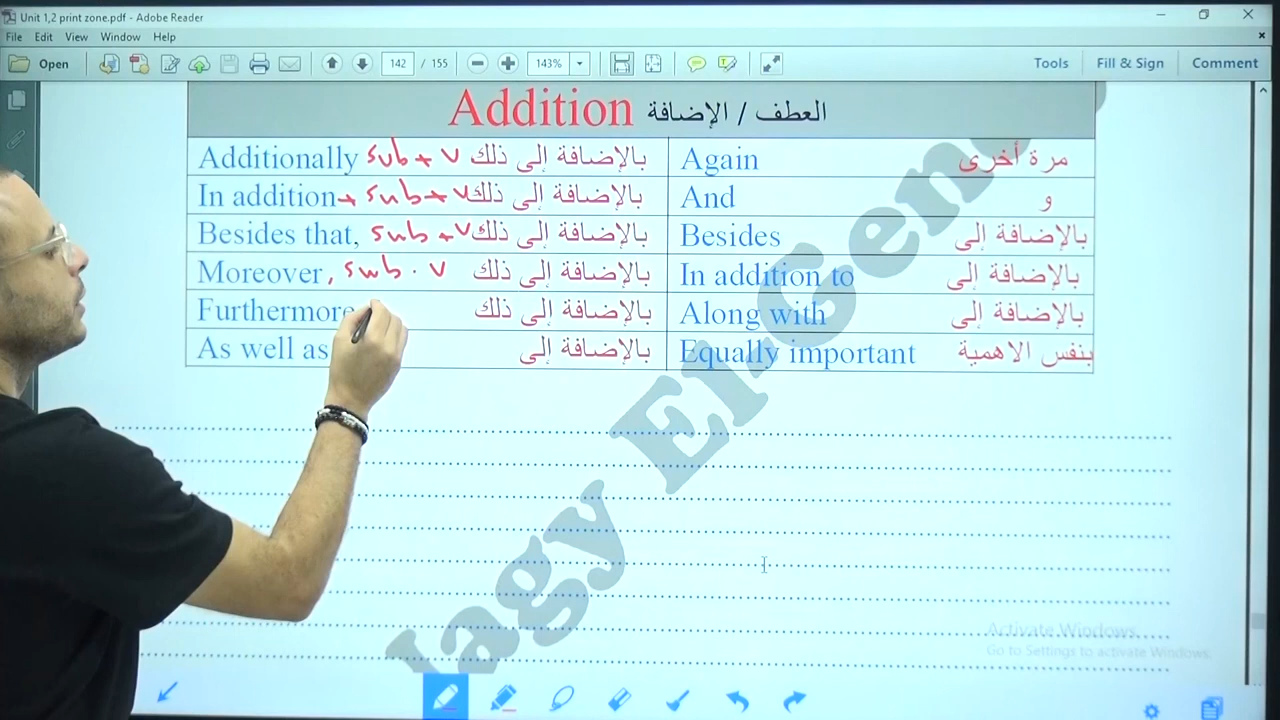 Unit 1,2 print zone.pdf - Adobe Reader
File Edit View Window Help
Open 142 / 155 143% Tools Fill & Sign Comment
Addition العطف / الإضافة
Additionally sub + v بالإضافة إلى ذلك Again مرة أخرى
In addition + sub + v بالإضافة إلى ذلك And و
Besides that, sub + v بالإضافة إلى ذلك Besides بالإضافة إلى
Moreover, sub . v بالإضافة إلى ذلك In addition to بالإضافة إلى
Furthermore بالإضافة إلى ذلك Along with بالإضافة إلى
As well as بالإضافة إلى Equally important بنفس الاهمية
Activate Windows
Go to Settings to activate Windows.